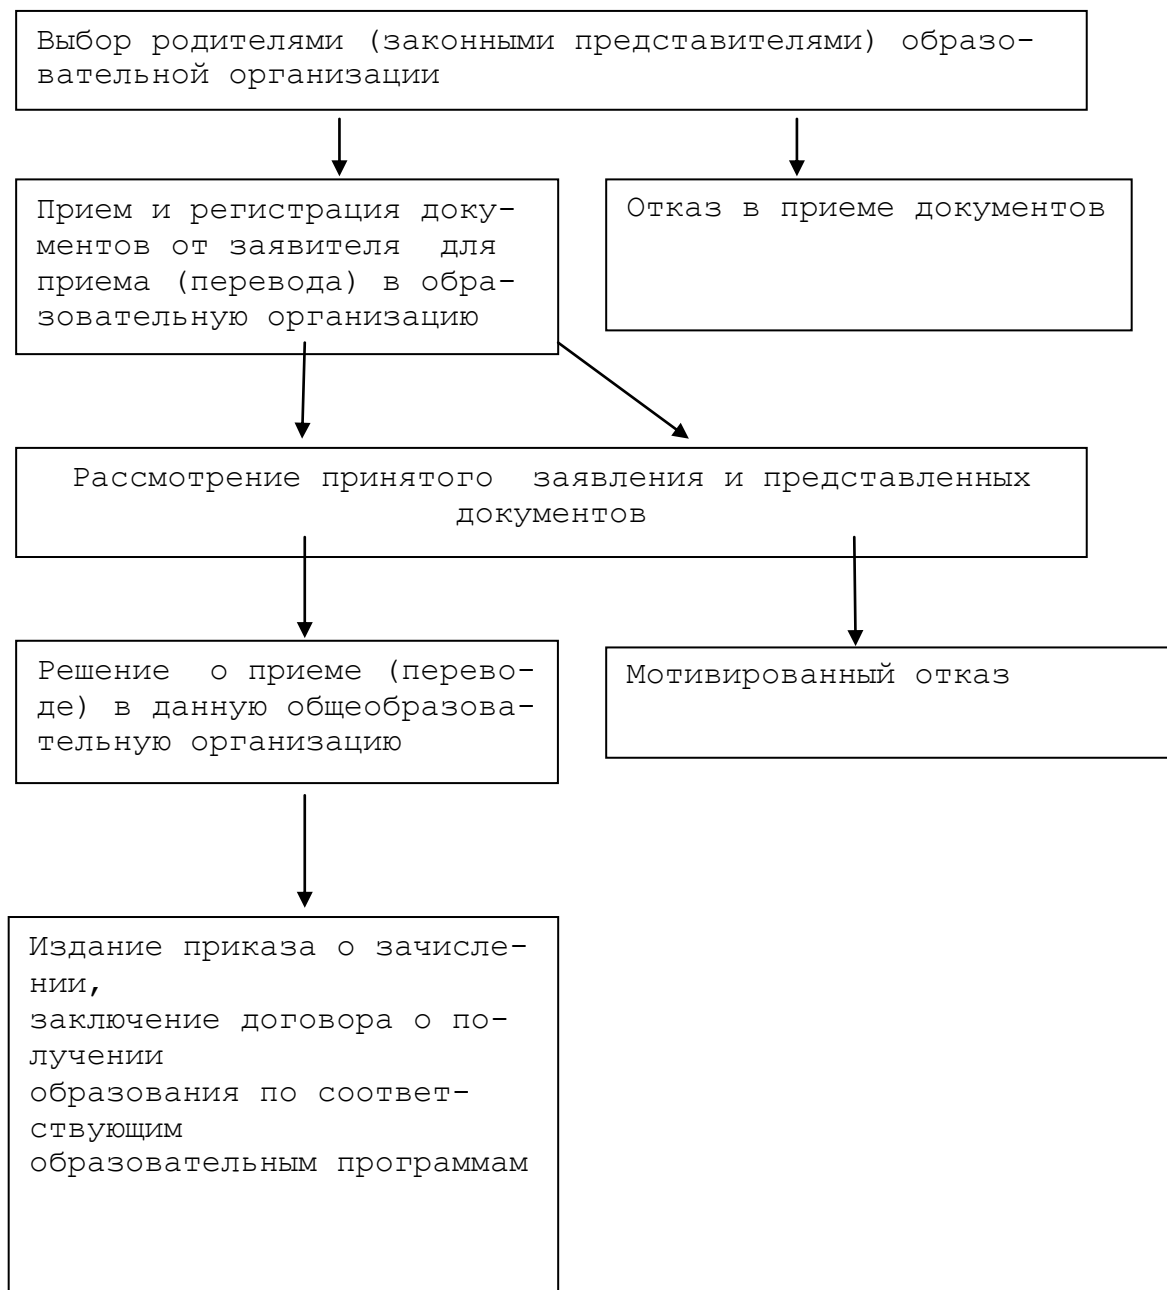 Выбор родителями (законными представителями) образо-
вательной организации
Прием и регистрация доку-
ментов от заявителя  для
приема (перевода) в обра-
зовательную организацию
Отказ в приеме документов
Рассмотрение принятого  заявления и представленных
документов
Решение  о приеме (перево-
де) в данную общеобразова-
тельную организацию
Мотивированный отказ
Издание приказа о зачисле-
нии,
заключение договора о по-
лучении
образования по соответ-
ствующим
образовательным программам